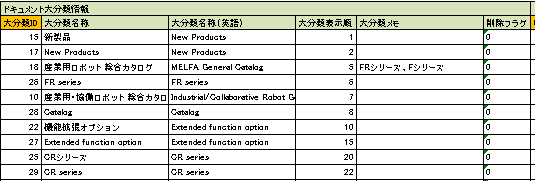 ドキュメント大分類情報
大分類ID 大分類名称 大分類名称(英語) 大分類表示順 大分類メモ 削除フラグ
15 新製品 New Products 1 0
17 New Products New Products 2 0
18 産業用ロボット総合カタログ MELFA General Catalog 5 FRシリーズ、Fシリーズ 0
26 FR series FR series 6 0
10 産業用・協働ロボット総合カタロ Industrial/Collaborative Robot G 7 0
28 Catalog Catalog 8 0
22 機能拡張オプション Extended function option 10 0
27 Extended function option Extended function option 15 0
25 CRシリーズ CR series 20 0
29 CR series CR series 22 0